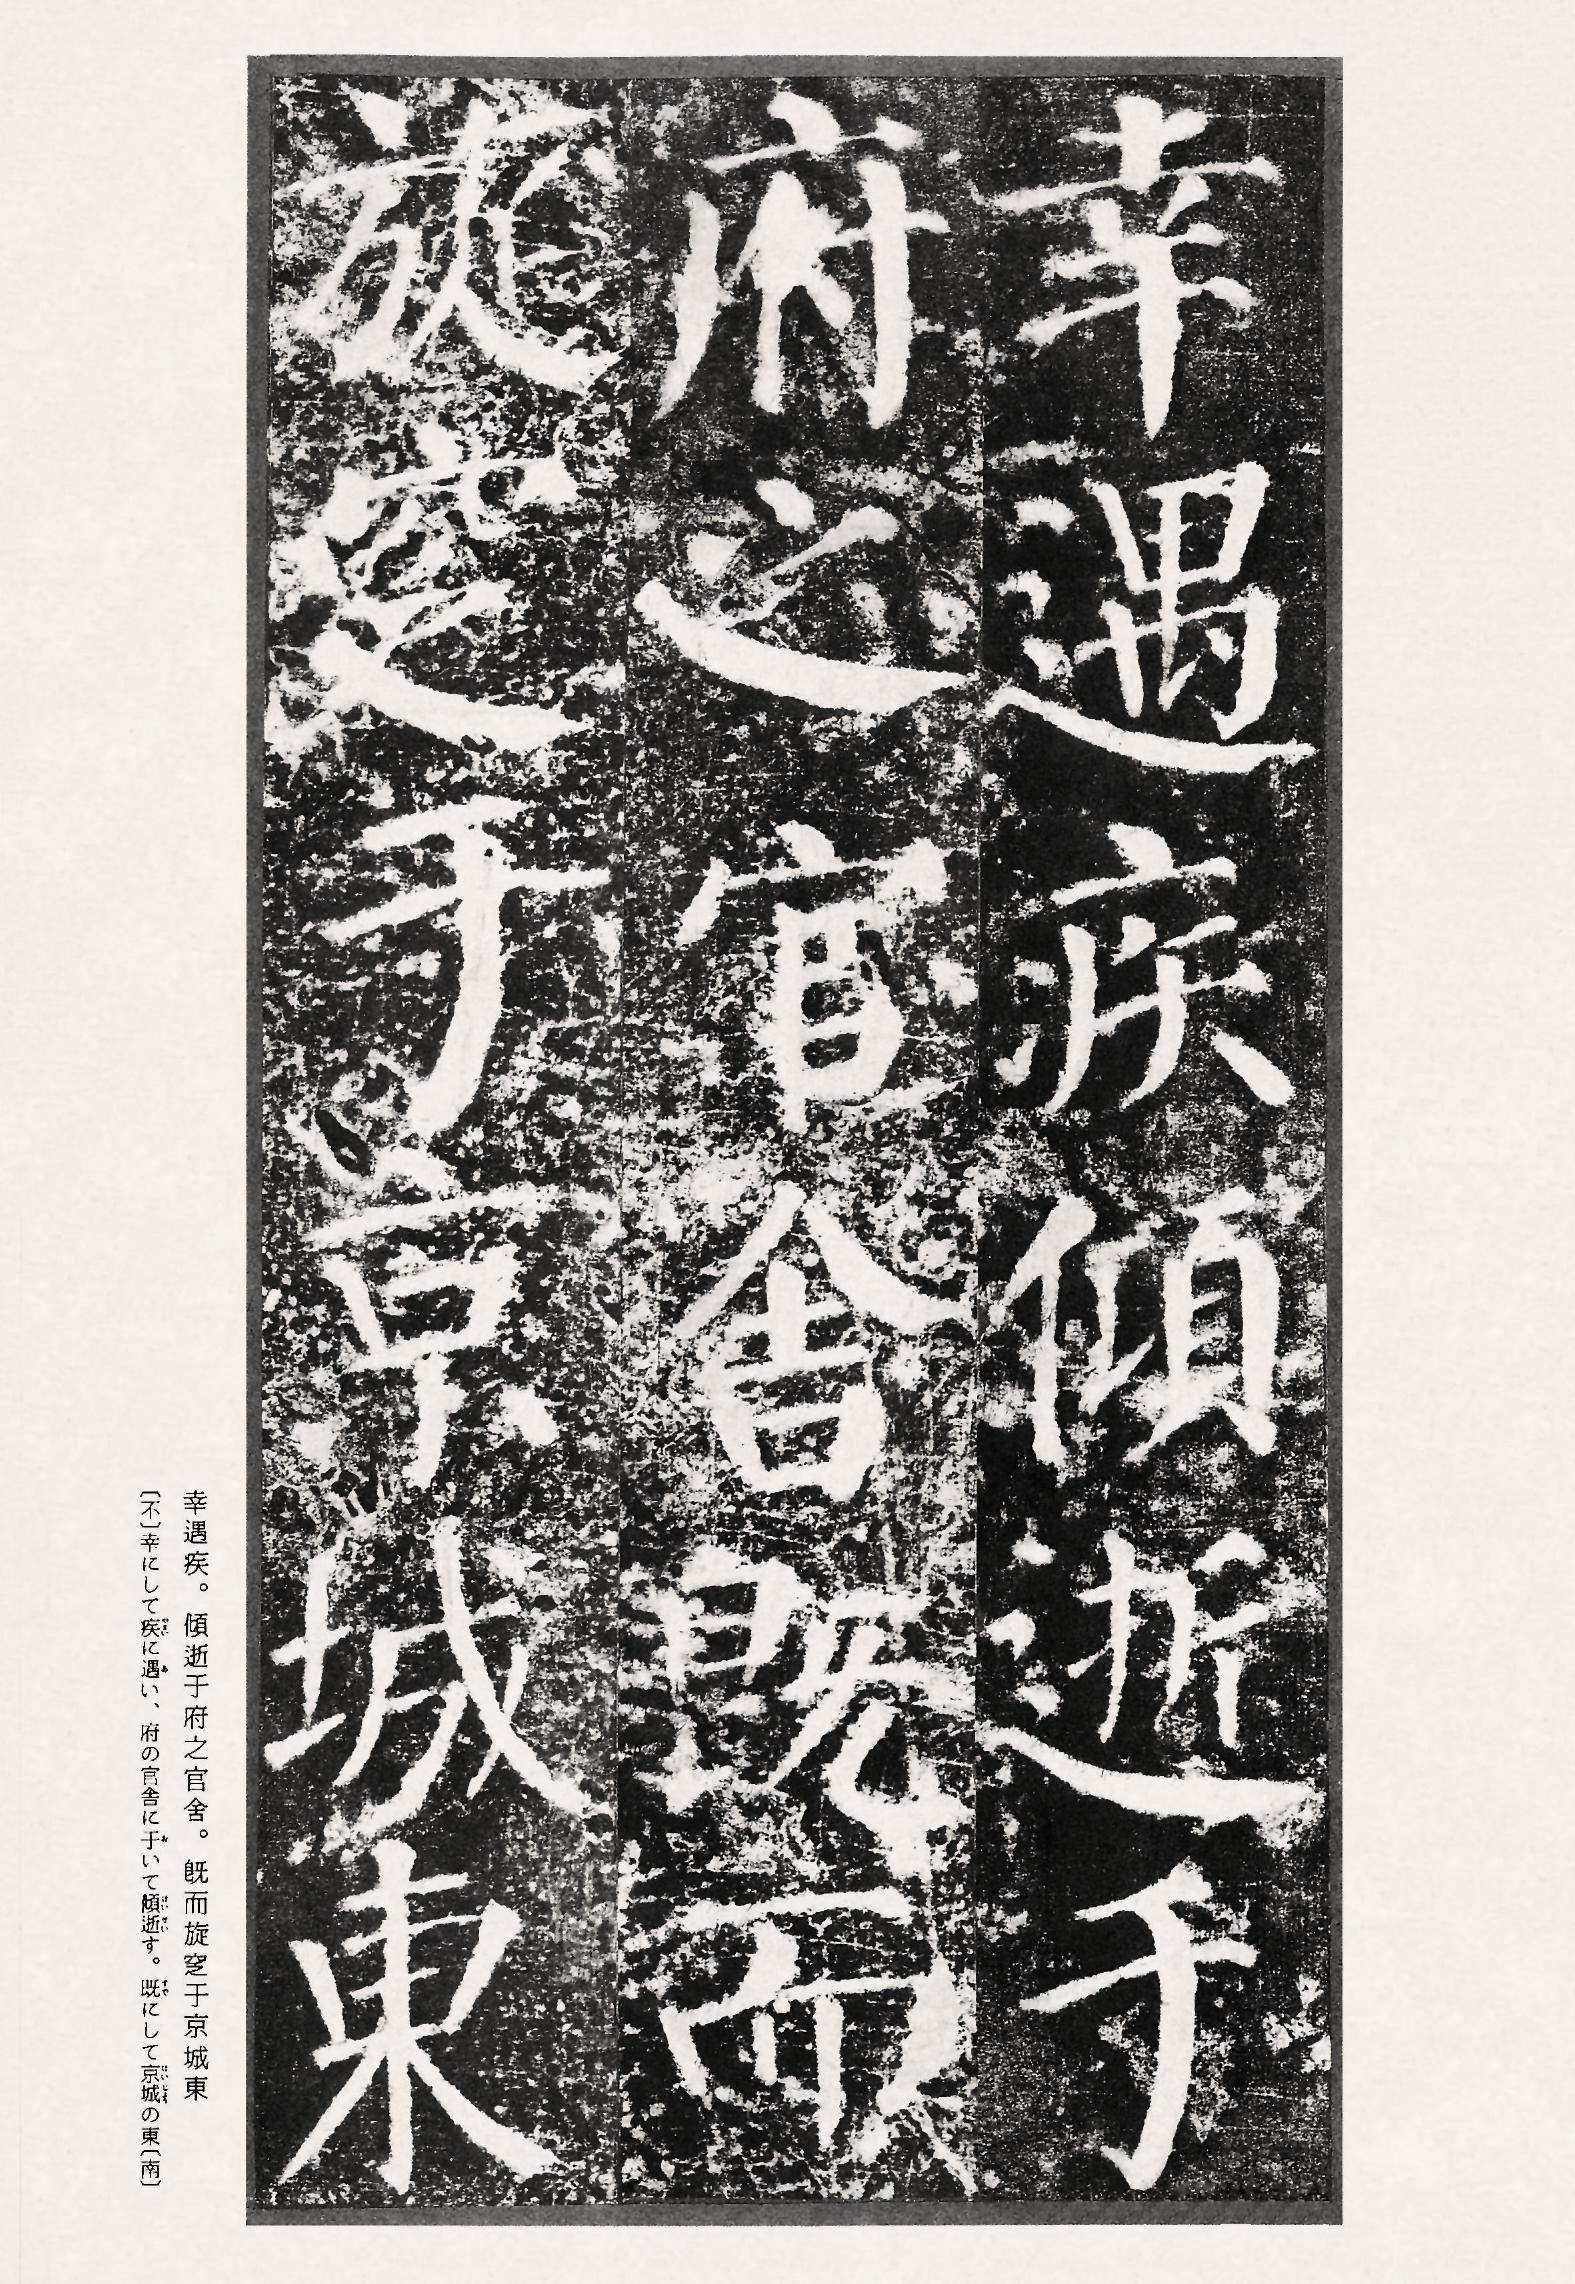 幸遇疾傾逝于
府之官舍既而
旋窆于京城東
幸遇疾。傾逝于府之官舍。既而旋窆于京城東
〔不〕幸にして疾に遇い、府の官舎に于いて傾逝す。既にして京城の東〔南〕